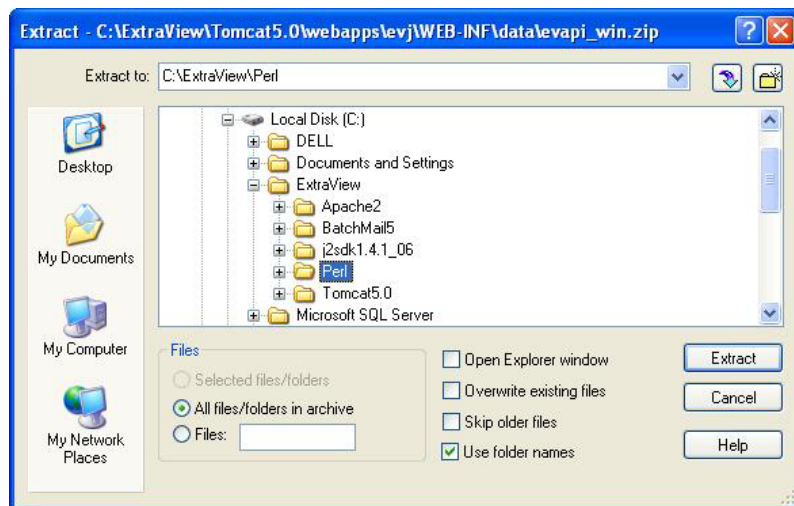 Extract - C:\ExtraView\Tomcat5.0\webapps\evj\WEB-INF\data\evapi_win.zip
Extract to: C:\ExtraView\Perl
Desktop
My Documents
My Computer
My Network
Places
Local Disk (C:)
DELL
Documents and Settings
ExtraView
Apache2
BatchMail5
j2sdk1.4.1_06
Perl
Tomcat5.0
Microsoft SQL Server
Files
Selected files/folders
All files/folders in archive
Files:
Open Explorer window
Overwrite existing files
Skip older files
Use folder names
Extract
Cancel
Help